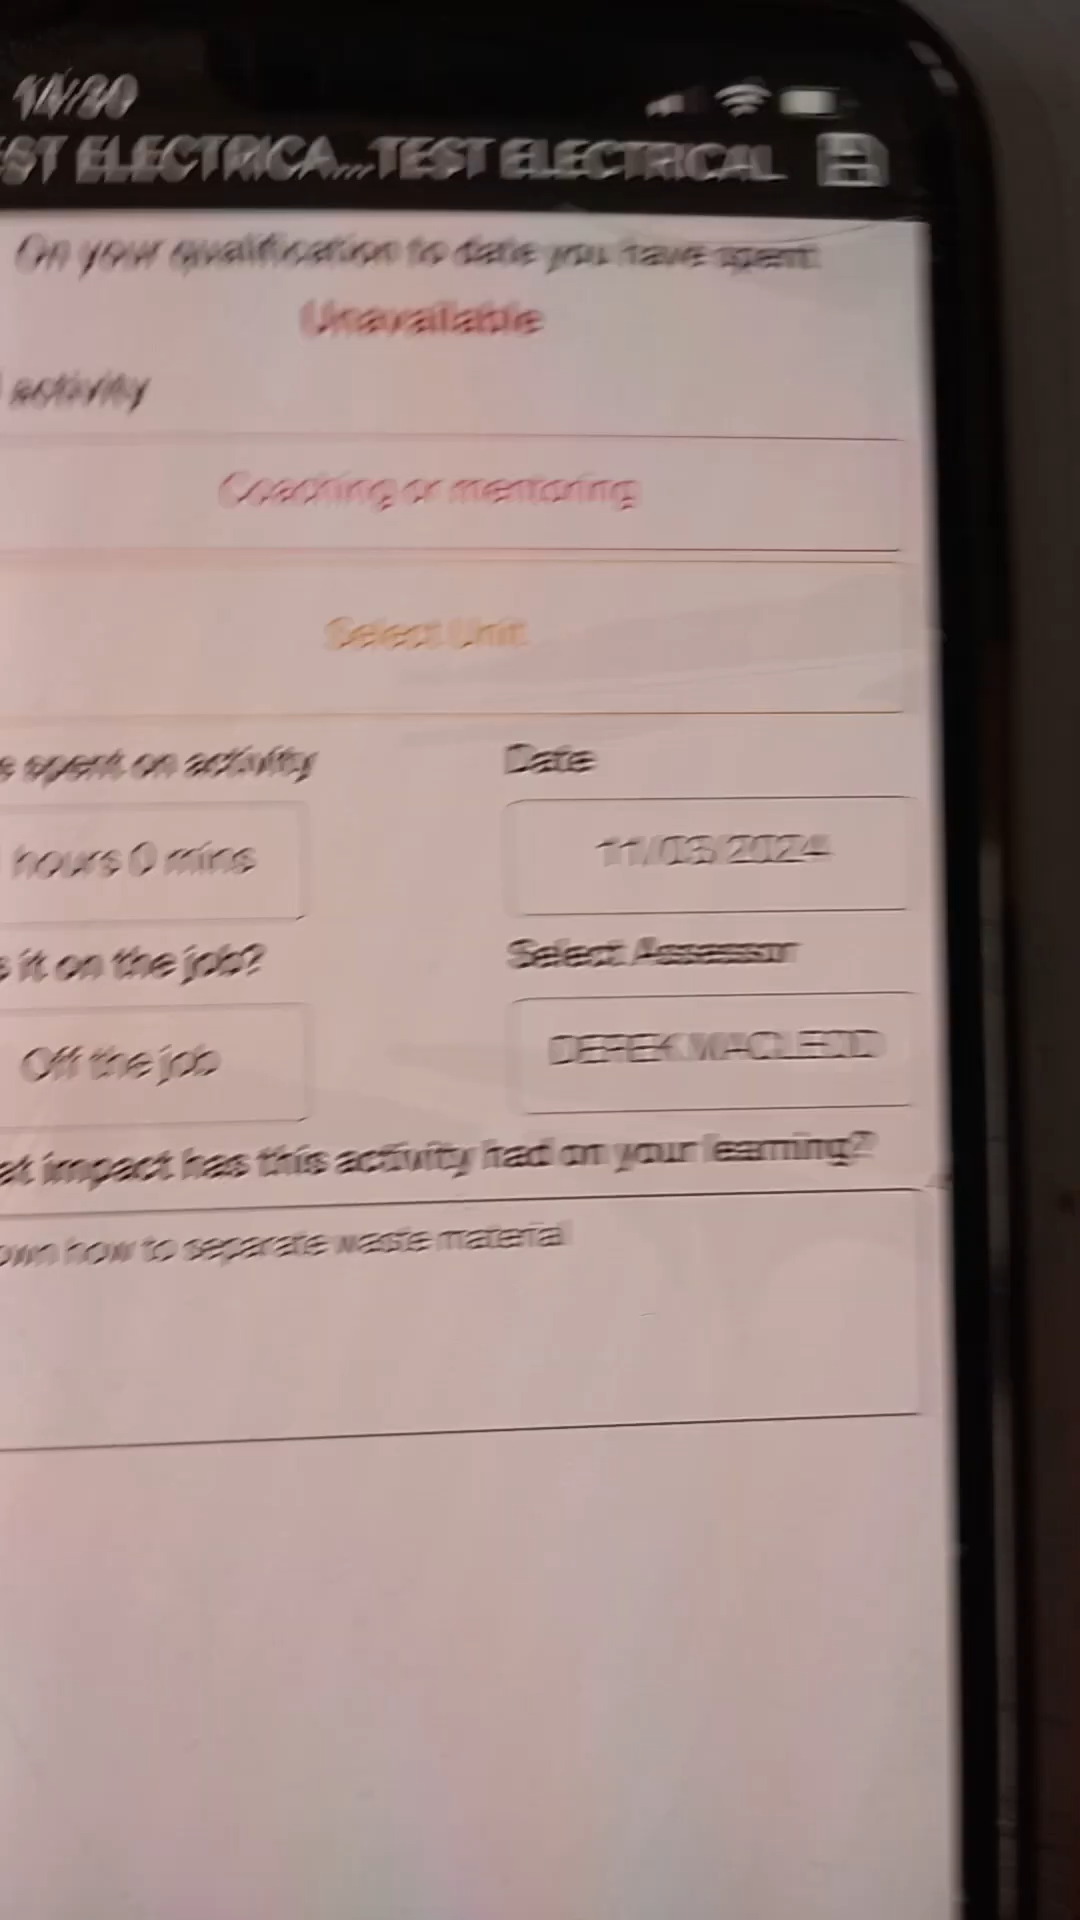 ST ELECTRICA...TEST ELECTRICAL
On your qualification to date you have spent:
Unavailable
activity
Coaching or mentoring
Select Unit
spent on activity
Date
hours 0 mins
11/03/2024
it on the job?
Select Assessor
Off the job
DEREK MACLEOD
at impact has this activity had on your learning?
own how to separate waste material